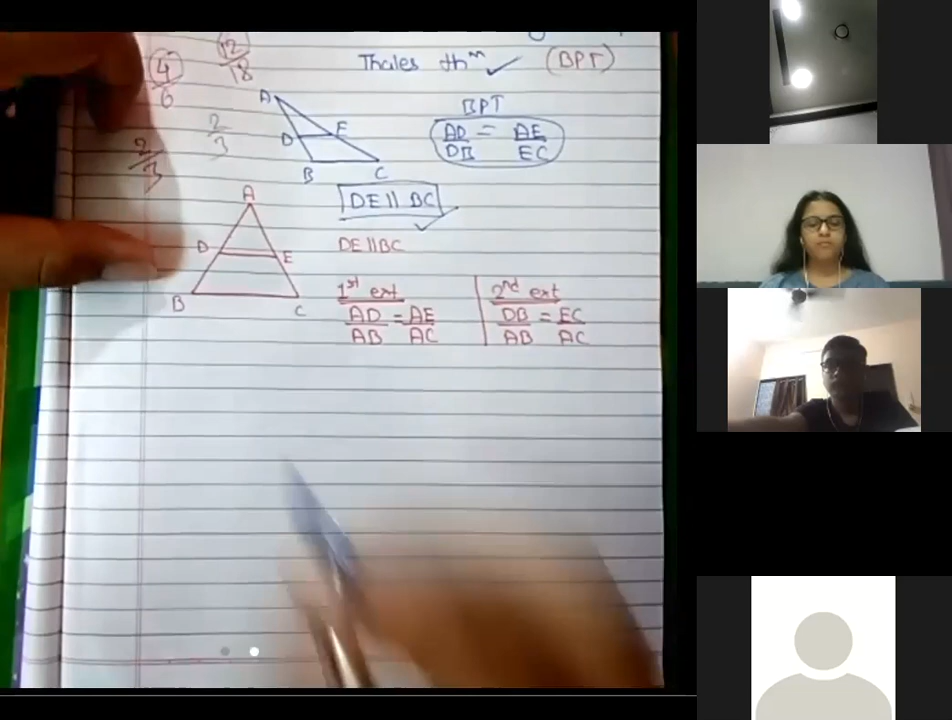 4/6 12/18
Thales thm ✓ (BPT)
2/3 2/3
A
D E
B C
BPT
AD/DB = AE/EC
DE || BC ✓
A
D E
B C
DE || BC
1st ext
AD/AB = AE/AC
2nd ext
DB/AB = EC/AC